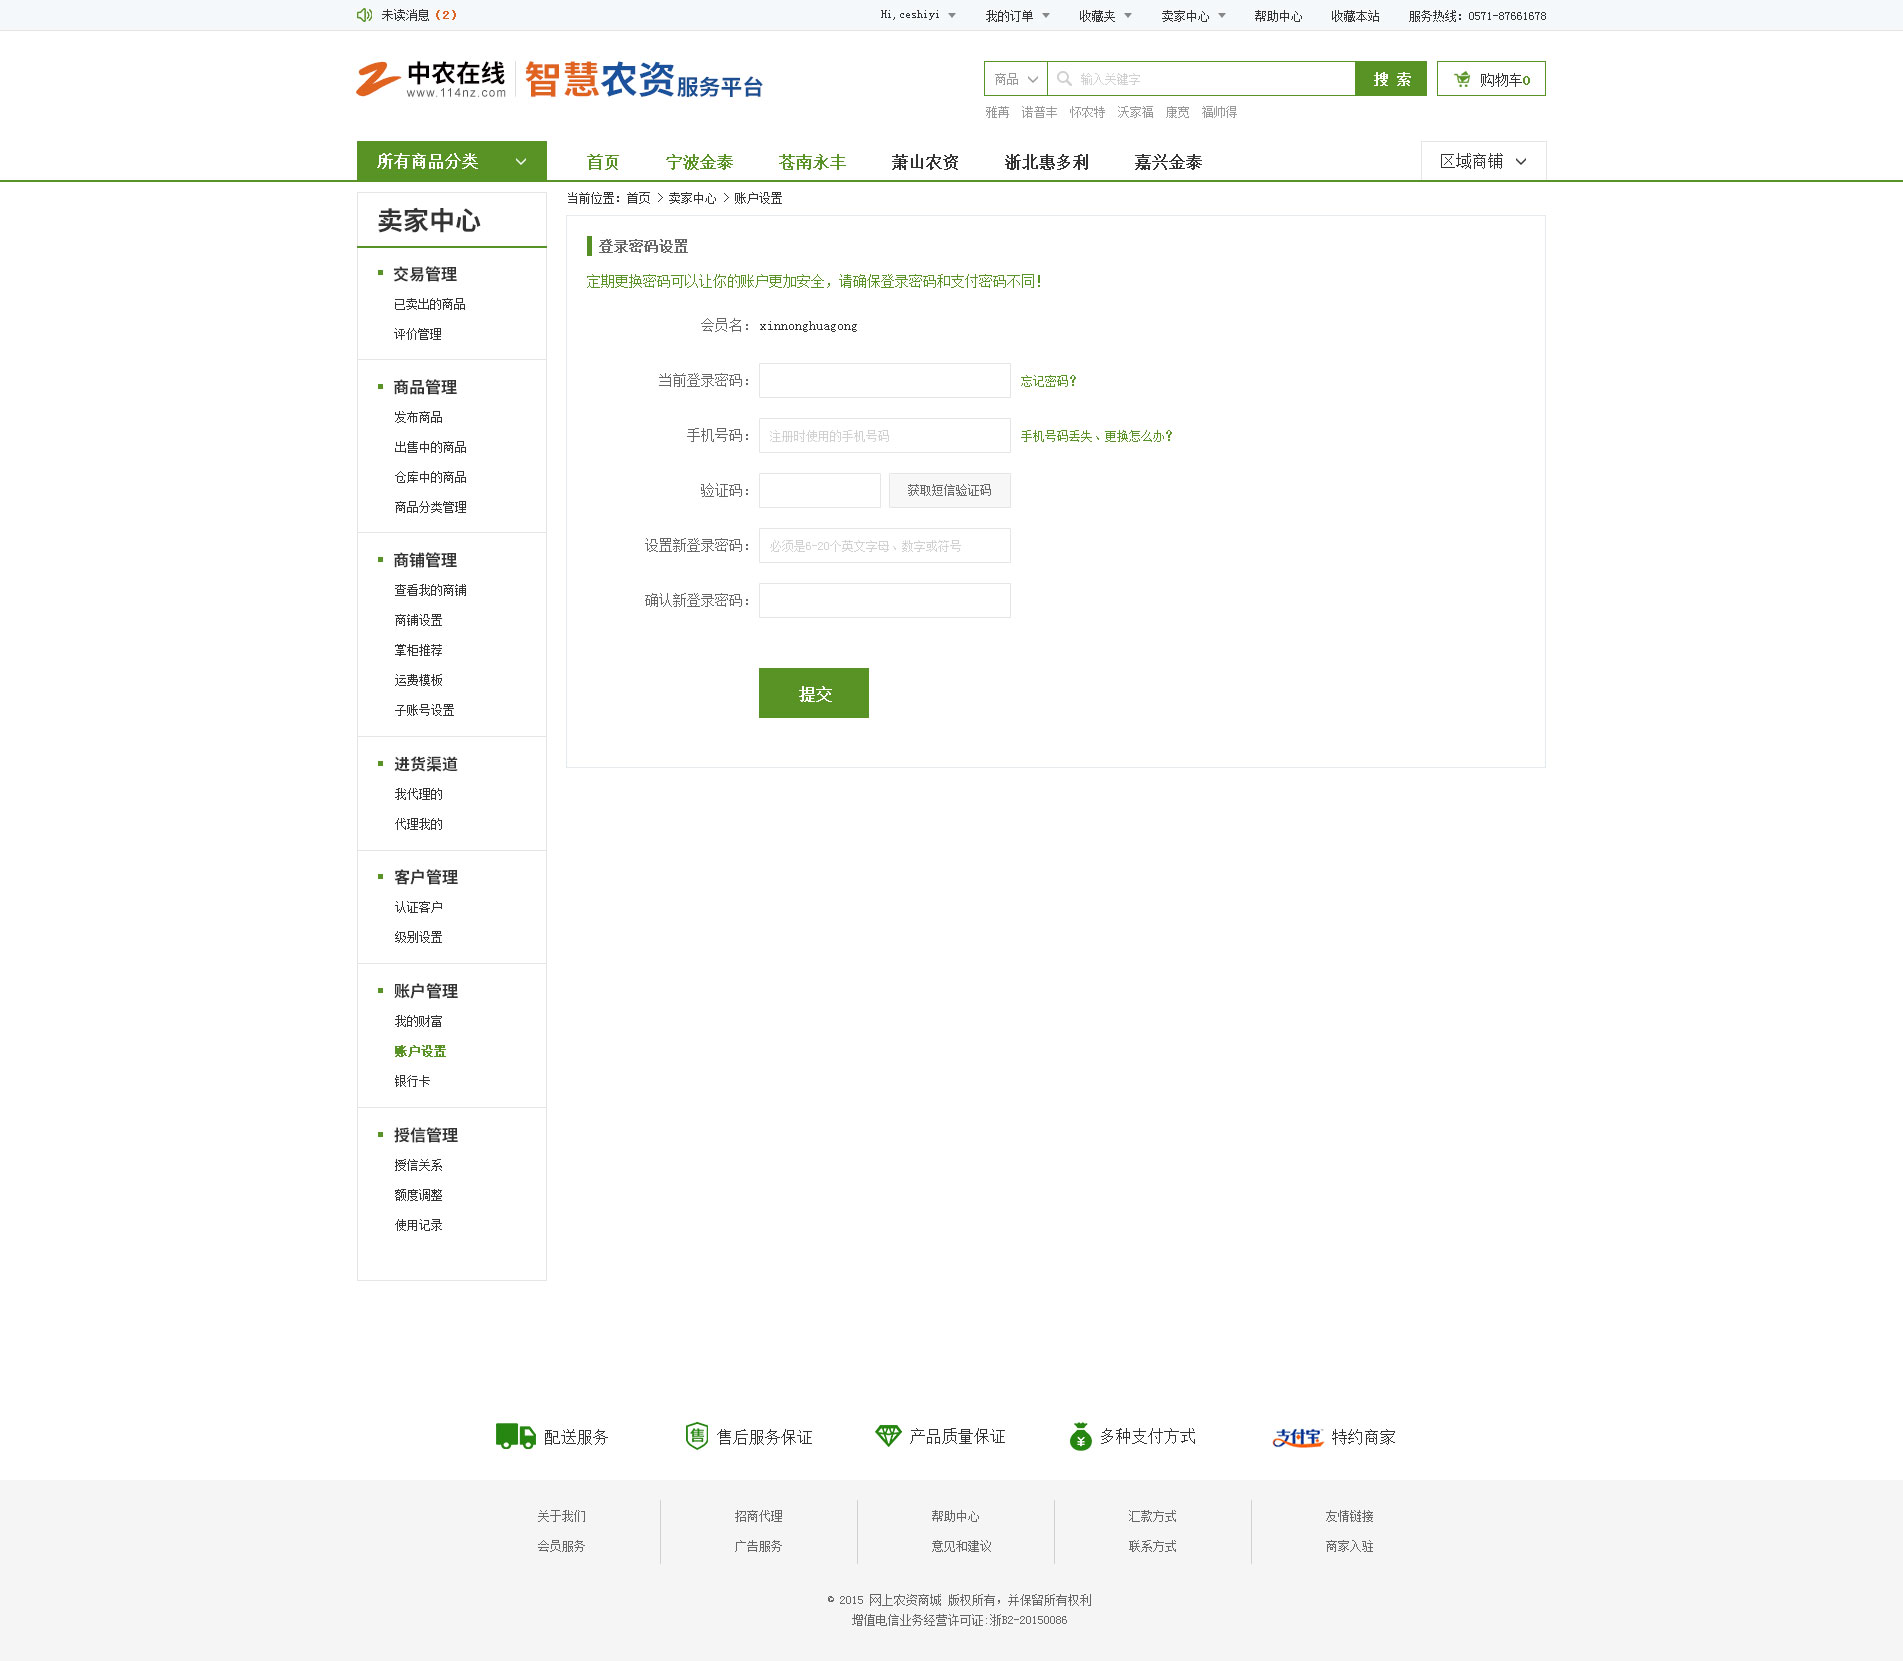 未读消息（2）
Hi,ceshiyi 我的订单 收藏夹 卖家中心 帮助中心 收藏本站 服务热线：0571-87661678
中农在线 智慧农资服务平台
www.114nz.com
商品 输入关键字 搜 索 购物车0
雅苒 诺普丰 怀农特 沃家福 康宽 福帅得
所有商品分类 首页 宁波金泰 苍南永丰 萧山农资 浙北惠多利 嘉兴金泰 区域商铺
当前位置：首页 > 卖家中心 > 账户设置
卖家中心
交易管理
已卖出的商品
评价管理
商品管理
发布商品
出售中的商品
仓库中的商品
商品分类管理
商铺管理
查看我的商铺
商铺设置
掌柜推荐
运费模板
子账号设置
进货渠道
我代理的
代理我的
客户管理
认证客户
级别设置
账户管理
我的财富
账户设置
银行卡
授信管理
授信关系
额度调整
使用记录
登录密码设置
定期更换密码可以让你的账户更加安全，请确保登录密码和支付密码不同！
会员名：xinnonghuagong
当前登录密码： 忘记密码？
手机号码： 注册时使用的手机号码 手机号码丢失、更换怎么办？
验证码： 获取短信验证码
设置新登录密码： 必须是6-20个英文字母、数字或符号
确认新登录密码：
提交
配送服务 售 售后服务保证 产品质量保证 ¥ 多种支付方式 支付宝 特约商家
关于我们 招商代理 帮助中心 汇款方式 友情链接
会员服务 广告服务 意见和建议 联系方式 商家入驻
© 2015 网上农资商城 版权所有，并保留所有权利
增值电信业务经营许可证:浙B2-20150086